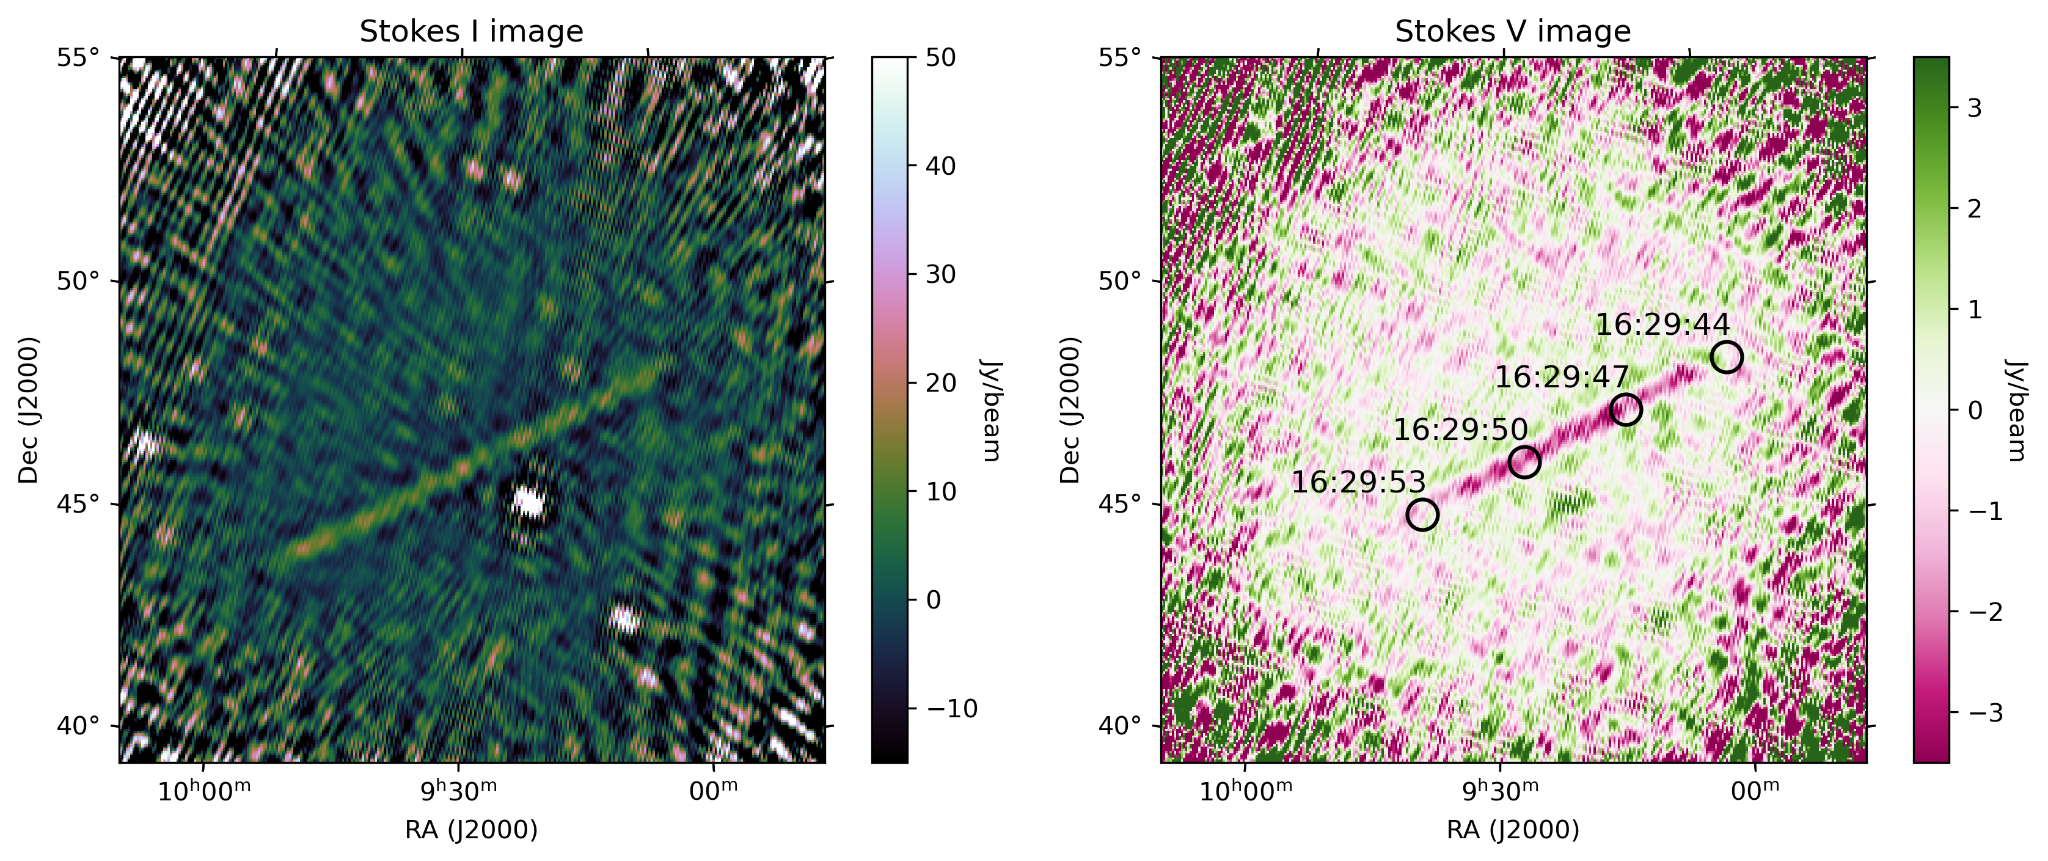 Stokes I image
55°
50°
45°
40°
Dec (J2000)
10ʰ00ᵐ
9ʰ30ᵐ
00ᵐ
RA (J2000)
50
40
30
20
10
0
−10
Jy/beam
Stokes V image
55°
50°
45°
40°
Dec (J2000)
16:29:44
16:29:47
16:29:50
16:29:53
10ʰ00ᵐ
9ʰ30ᵐ
00ᵐ
RA (J2000)
3
2
1
0
−1
−2
−3
Jy/beam